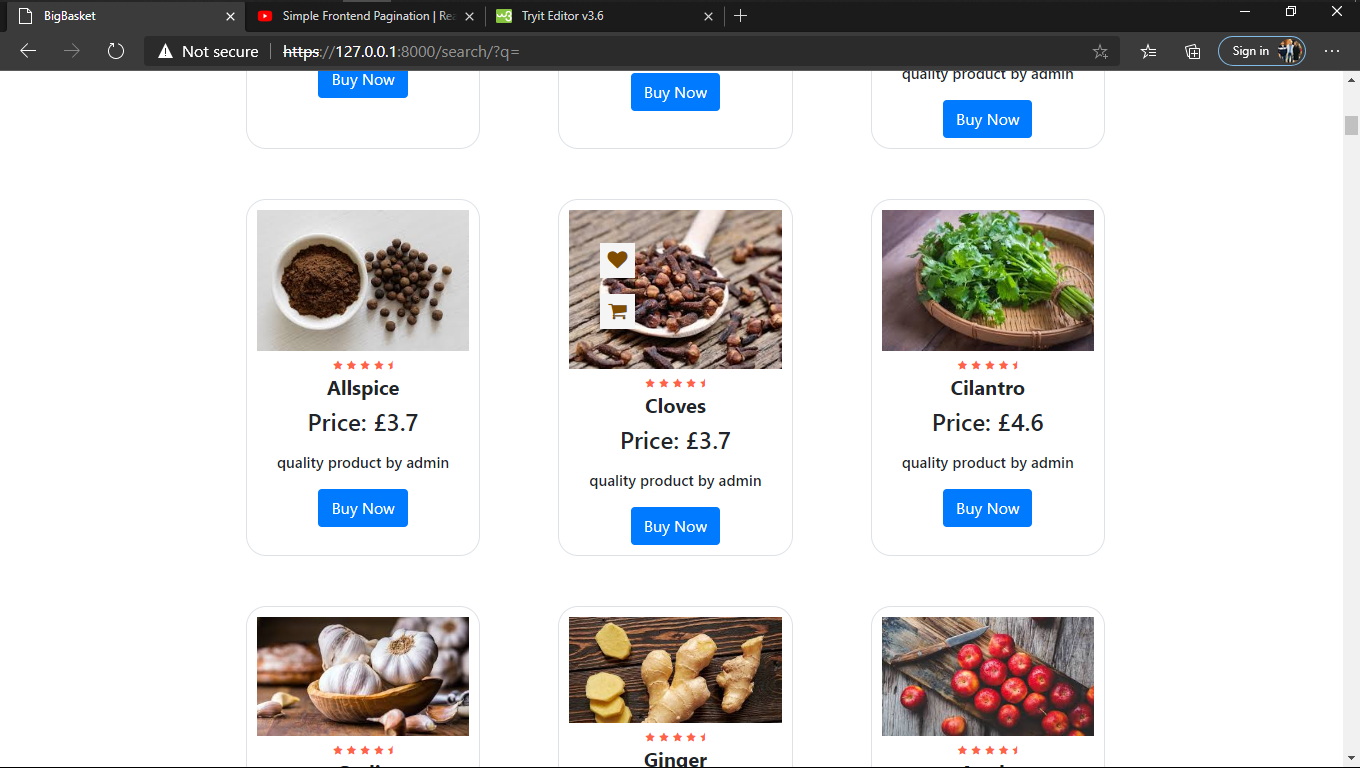 BigBasket
Simple Frontend Pagination | Rea
Tryit Editor v3.6
Not secure
https://127.0.0.1:8000/search/?q=
Sign in
Buy Now
Buy Now
quality product by admin
Buy Now
Allspice
Price: £3.7
quality product by admin
Buy Now
Cloves
Price: £3.7
quality product by admin
Buy Now
Cilantro
Price: £4.6
quality product by admin
Buy Now
Ginger